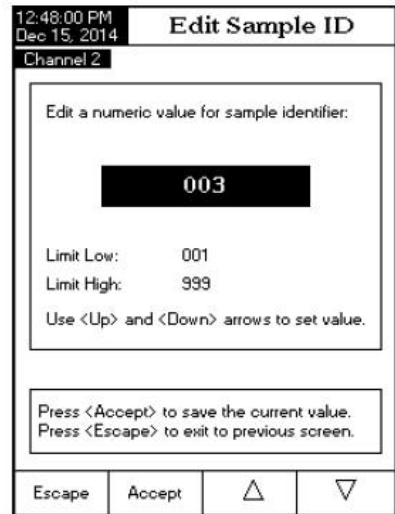 12:48:00 PM
Dec 15, 2014
Edit Sample ID
Channel 2
Edit a numeric value for sample identifier:
003
Limit Low: 001
Limit High: 999
Use <Up> and <Down> arrows to set value.
Press <Accept> to save the current value.
Press <Escape> to exit to previous screen.
Escape Accept △ ▽